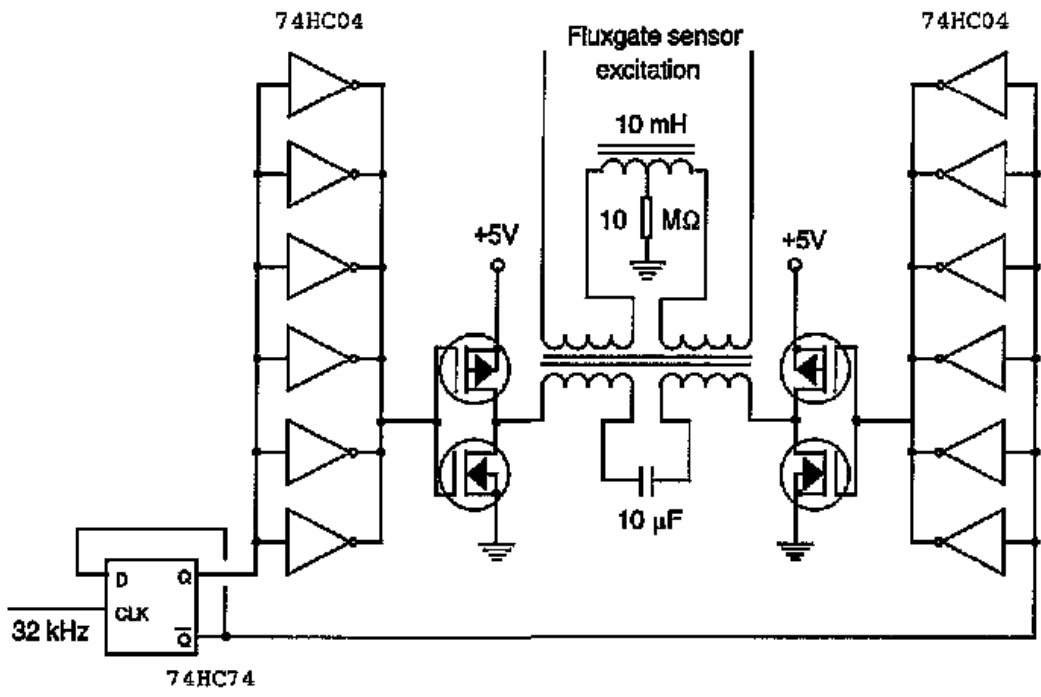 74HC04
74HC04
Fluxgate sensor
excitation
10 mH
10 MΩ
+5V
+5V
10 μF
D Q
CLK
Q̅
32 kHz
74HC74